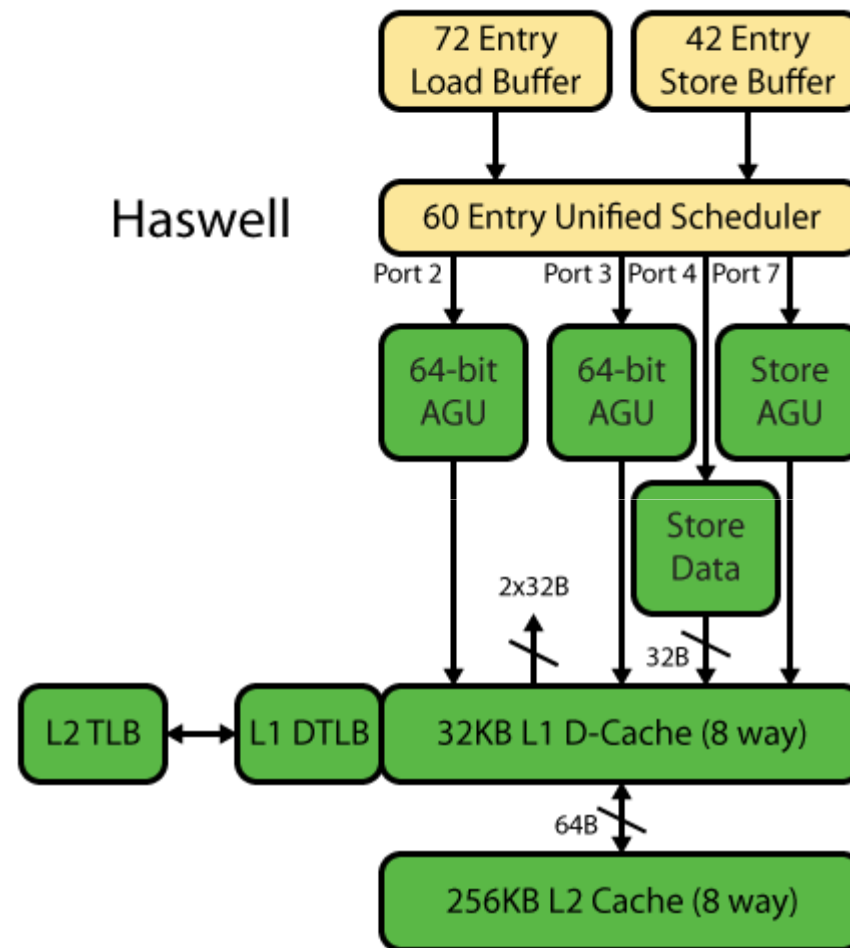 72 Entry
Load Buffer
42 Entry
Store Buffer
Haswell
60 Entry Unified Scheduler
Port 2
Port 3
Port 4
Port 7
64-bit
AGU
64-bit
AGU
Store
AGU
Store
Data
2x32B
32B
L2 TLB
L1 DTLB
32KB L1 D-Cache (8 way)
64B
256KB L2 Cache (8 way)